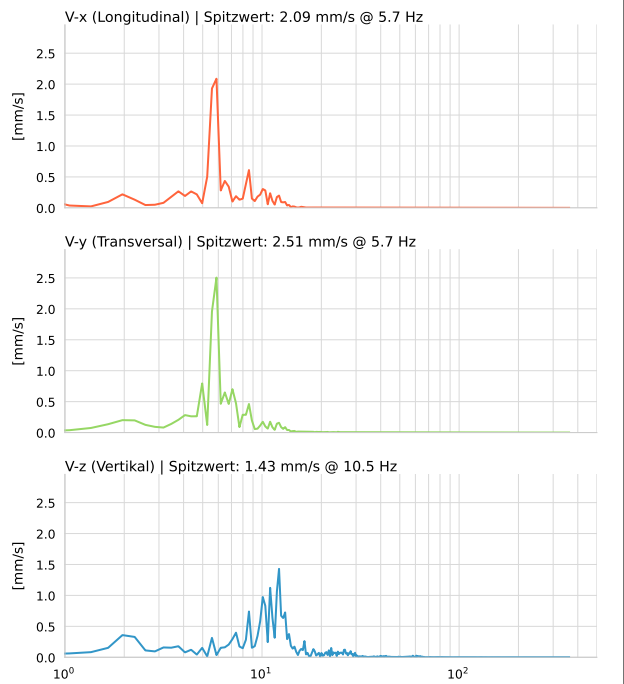 V-x (Longitudinal) | Spitzwert: 2.09 mm/s @ 5.7 Hz
[mm/s]
2.5
2.0
1.5
1.0
0.5
0.0
V-y (Transversal) | Spitzwert: 2.51 mm/s @ 5.7 Hz
[mm/s]
2.5
2.0
1.5
1.0
0.5
0.0
V-z (Vertikal) | Spitzwert: 1.43 mm/s @ 10.5 Hz
[mm/s]
2.5
2.0
1.5
1.0
0.5
0.0
10⁰ 10¹ 10²